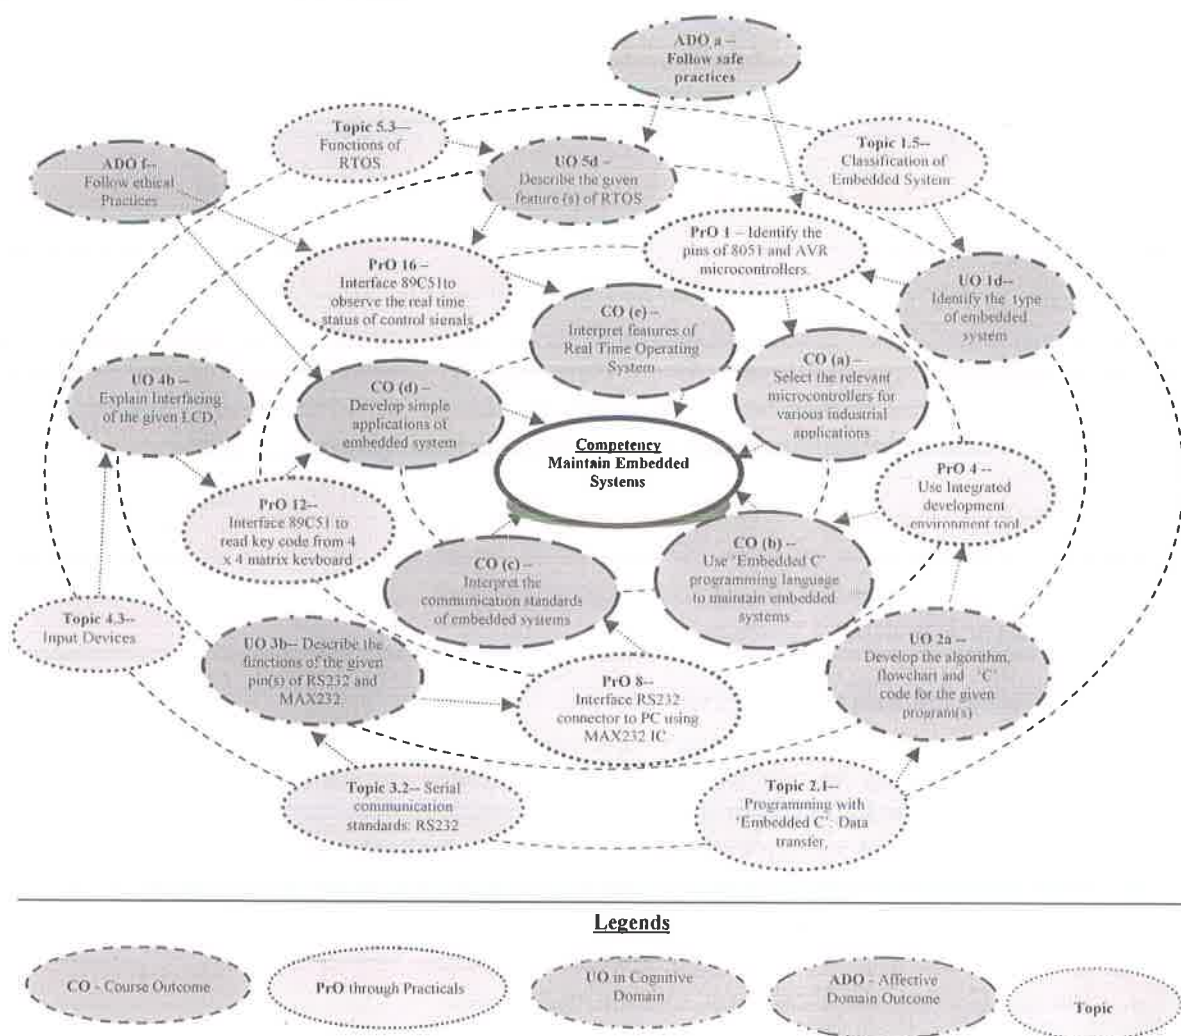 ADO a –
Follow safe
practices
Topic 5.3—
Functions of
RTOS
Topic 1.5--
Classification of
Embedded System
ADO f--
Follow ethical
Practices
UO 5d –
Describe the given
feature (s) of RTOS
PrO 1 – Identify the
pins of 8051 and AVR
microcontrollers.
PrO 16 –
Interface 89C51to
observe the real time
status of control signals
UO 1d--
Identify the type
of embedded
system
CO (e) –
Interpret features of
Real Time Operating
System
CO (a) –
Select the relevant
microcontrollers for
various industrial
applications
UO 4b –
Explain Interfacing
of the given LCD,
CO (d) –
Develop simple
applications of
embedded system
Competency
Maintain Embedded
Systems
PrO 4 --
Use Integrated
development
environment tool
PrO 12--
Interface 89C51 to
read key code from 4
x 4 matrix keyboard
CO (c) –
Interpret the
communication standards
of embedded systems
CO (b) –
Use ‘Embedded C’
programming language
to maintain embedded
systems
Topic 4.3--
Input Devices
UO 3b-- Describe the
functions of the given
pin(s) of RS232 and
MAX232
UO 2a --
Develop the algorithm,
flowchart and ‘C’
code for the given
program(s)
PrO 8--
Interface RS232
connector to PC using
MAX232 IC
Topic 3.2-- Serial
communication
standards: RS232
Topic 2.1--
Programming with
‘Embedded C’: Data
transfer,
Legends
CO - Course Outcome
PrO through Practicals
UO in Cognitive
Domain
ADO - Affective
Domain Outcome
Topic